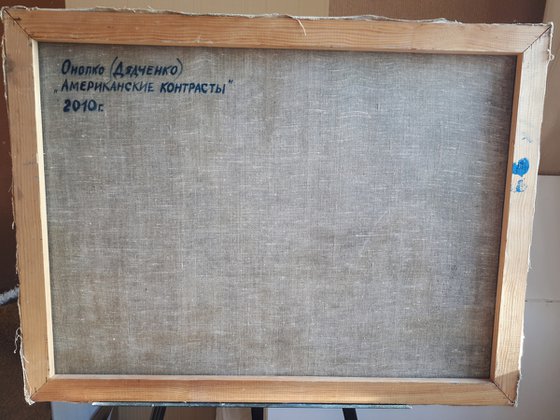 Онопко (Дядченко)
„Американские контрасты"
2010г.